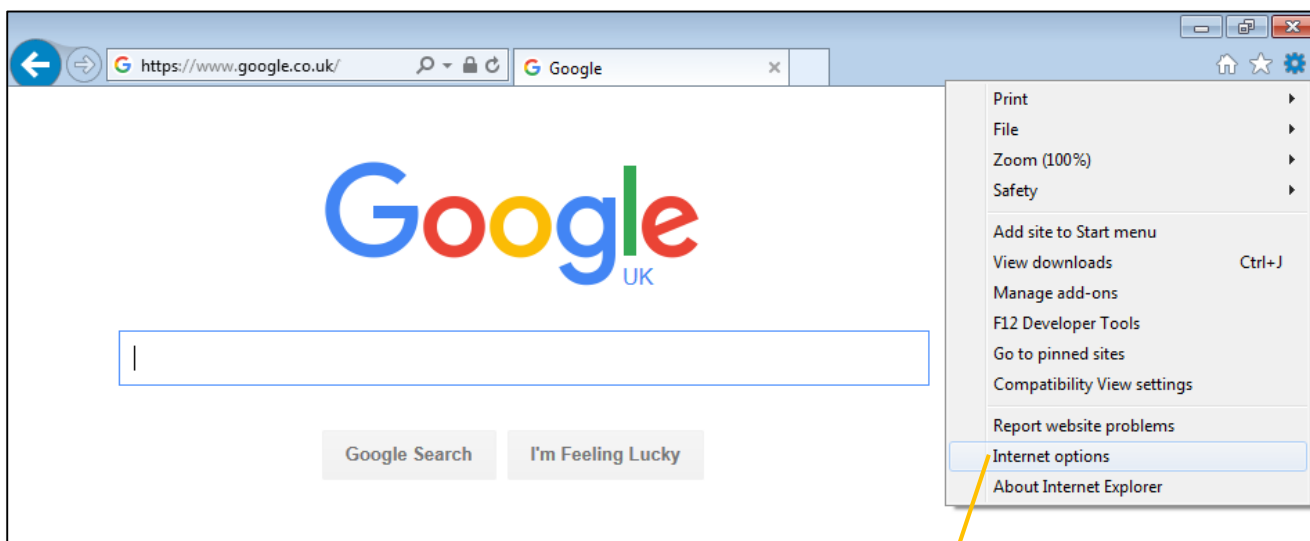 https://www.google.co.uk/
Google
Print
File
Zoom (100%)
Safety
Add site to Start menu
View downloads Ctrl+J
Manage add-ons
F12 Developer Tools
Go to pinned sites
Compatibility View settings
Report website problems
Internet options
About Internet Explorer
Google
UK
Google Search I'm Feeling Lucky